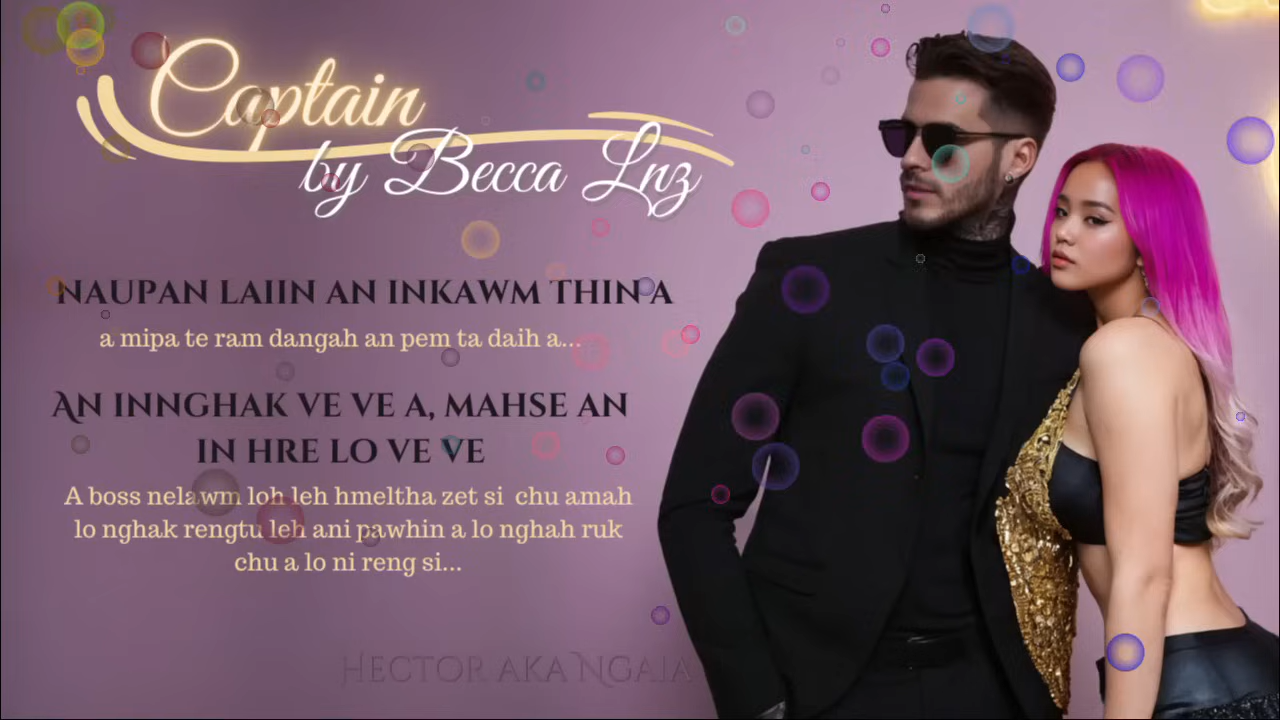 Captain
by Becca Lnz
NAUPAN LAIIN AN INKAWM THIN A
a mipa te ram dangah an pem ta daih a...
AN INNGHAK VE VE A, MAHSE AN
IN HRE LO VE VE
A boss nelawm loh leh hmeltha zet si chu amah
lo nghak rengtu leh ani pawhin a lo nghah ruk
chu a lo ni reng si...
HECTOR AKA NGAIA